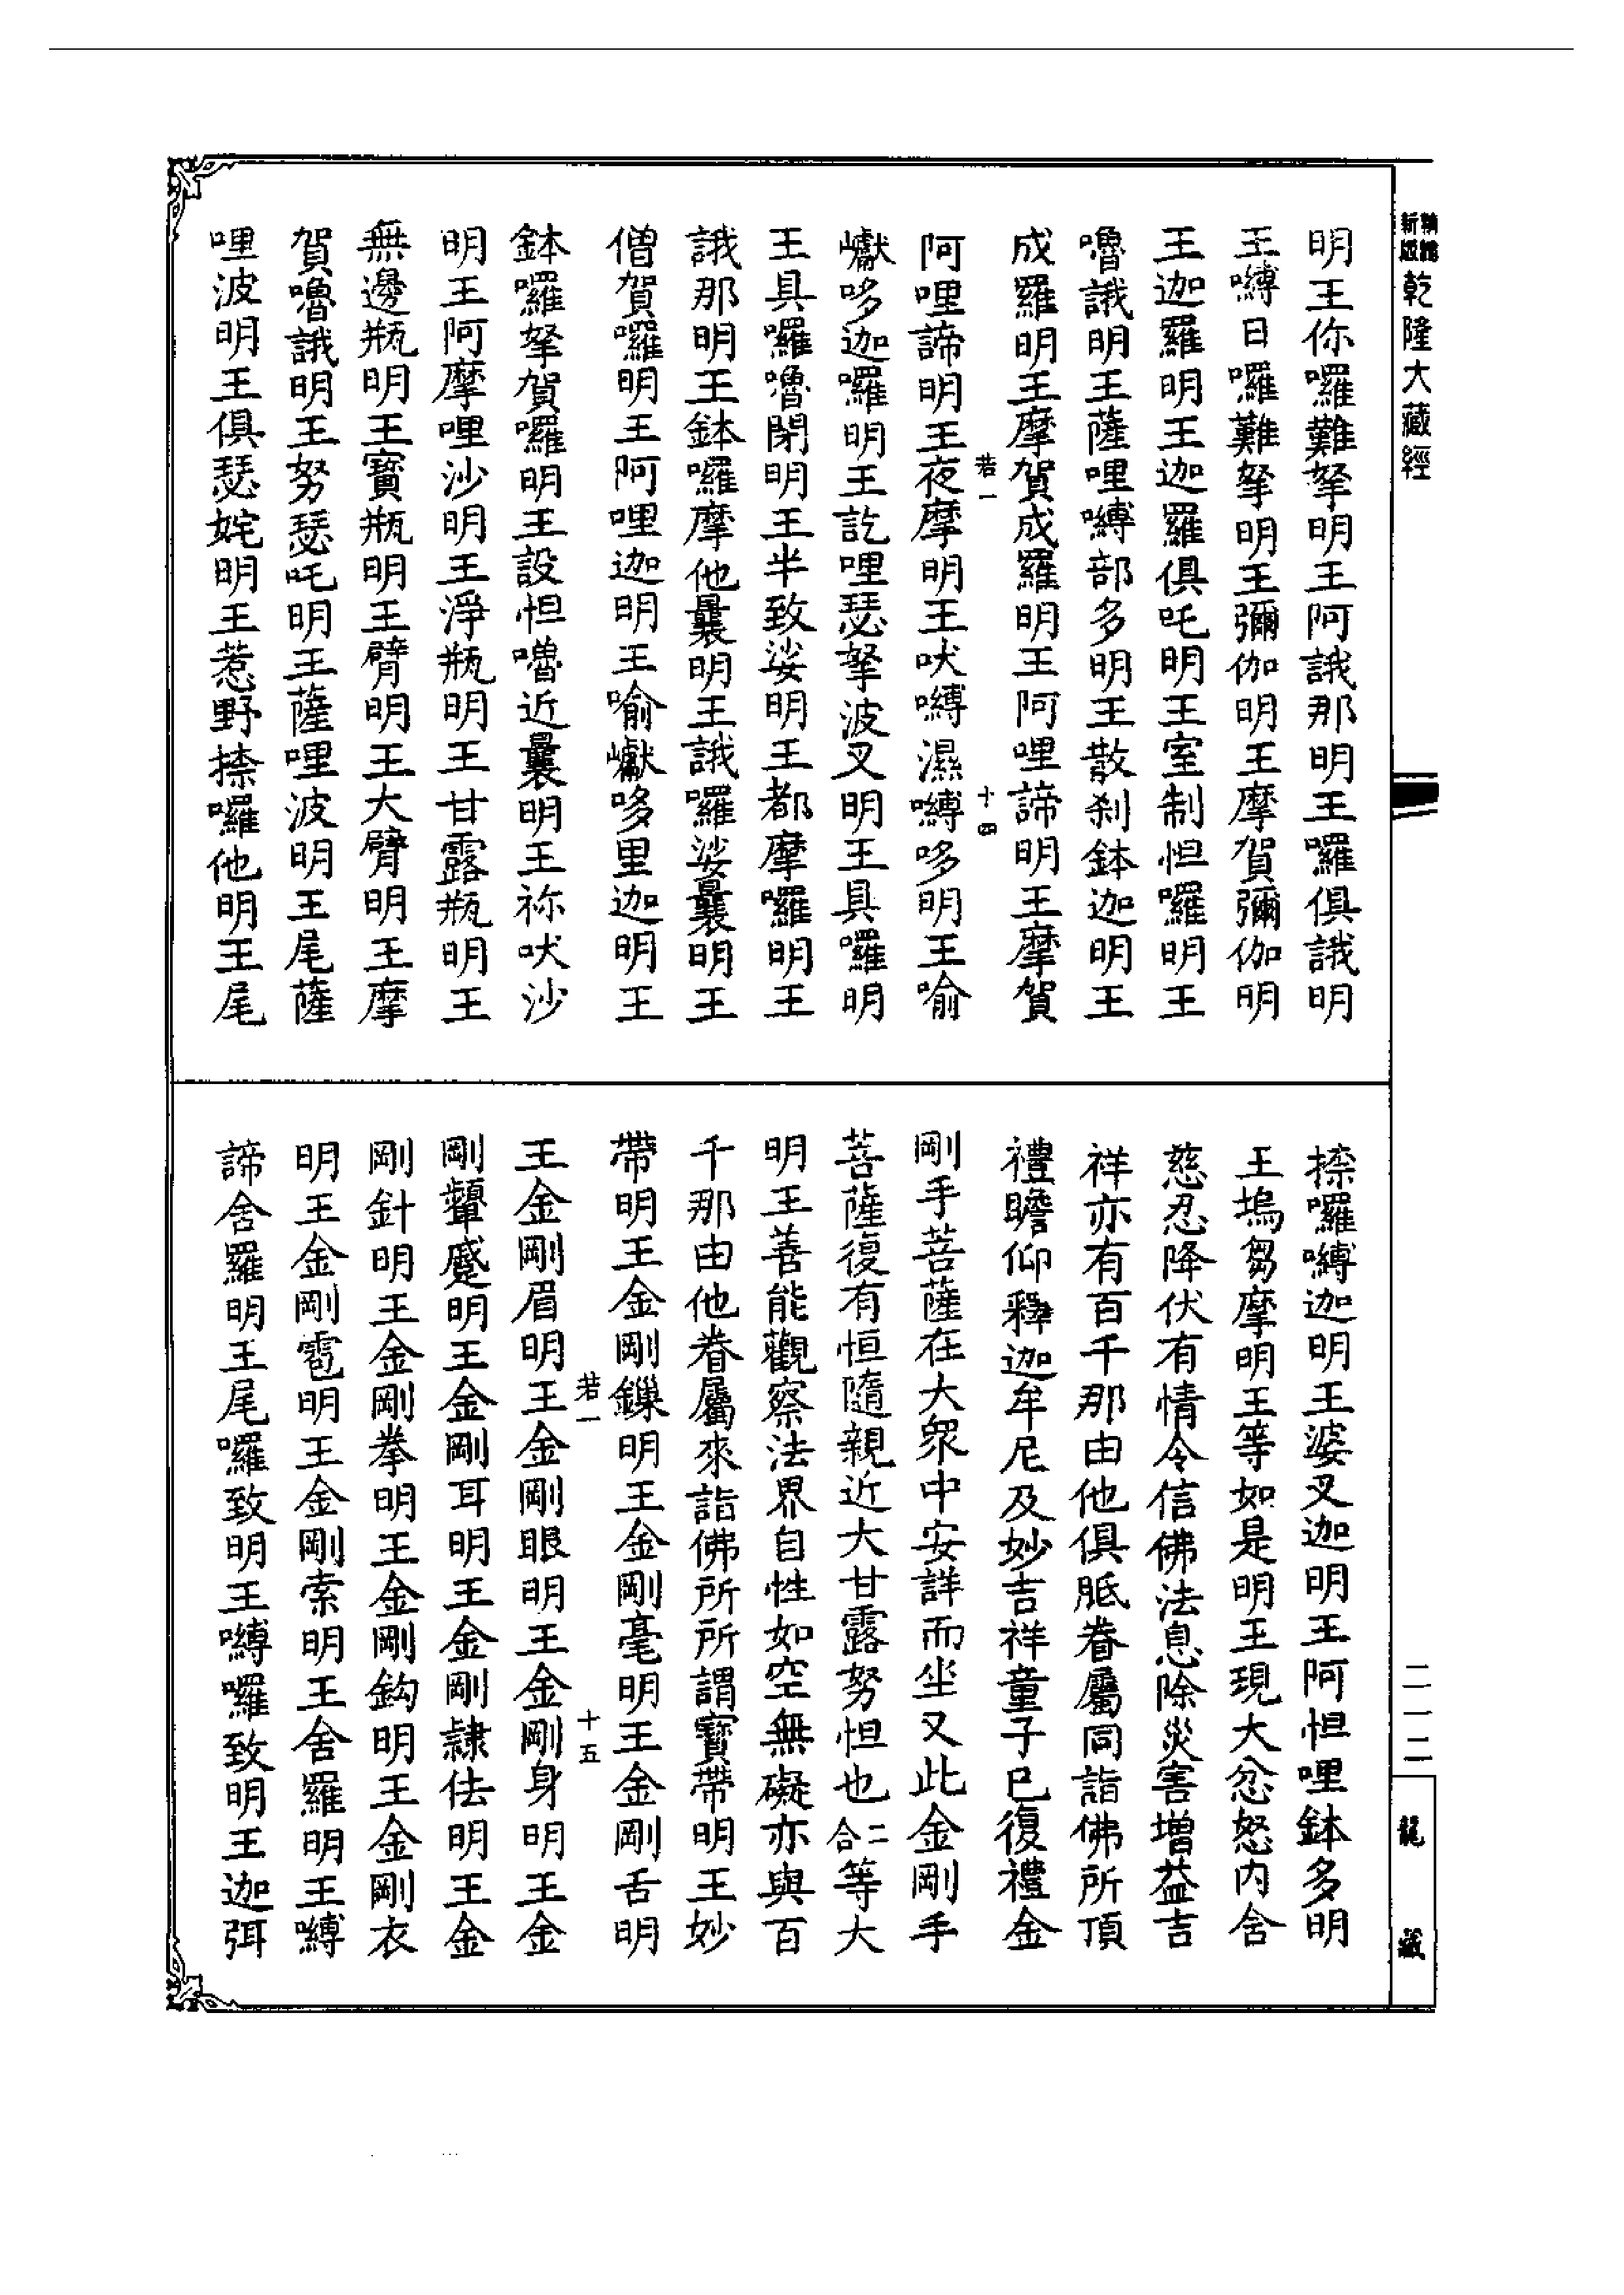 乾隆大藏經
明王你囉難拏明王阿誐那明王囉俱誐明
王嚩日囉難拏明王彌伽明王摩賀彌伽明
王迦羅明王迦羅俱吒明王室制怛囉明王
嚕誐明王薩哩嚩部多明王散刹鉢迦明王
成羅明王摩賀成羅明王阿哩諦明王摩賀
若一 十四
阿哩諦明王夜摩明王吠嚩濕嚩哆明王喻
巘哆迦囉明王訖哩瑟拏波叉明王具囉明
王具囉嚕閉明王半致娑明王都摩囉明王
誐那明王鉢囉摩他曩明王誐囉娑曩明王
僧賀囉明王阿哩迦明王喻巘哆里迦明王
鉢囉拏賀囉明王設怛嚕近曩明王祢吠沙
明王阿摩哩沙明王淨瓶明王甘露瓶明王
無邊瓶明王寶瓶明王臂明王大臂明王摩
賀嚕誐明王努瑟吒明王薩哩波明王尾薩
哩波明王俱瑟姹明王惹野捺囉他明王尾
捺囉嚩迦明王婆叉迦明王阿怛哩鉢多明
王塢芻摩明王等如是明王現大忿怒內含
慈忍降伏有情令信佛法息除災害增益吉
祥亦有百千那由他俱胝眷屬同詣佛所頂
禮瞻仰釋迦牟尼及妙吉祥童子已復禮金
剛手菩薩在大衆中安詳而坐又此金剛手
菩薩復有恒隨親近大甘露努怛也二合等大
明王善能觀察法界自性如空無礙亦與百
千那由他眷屬來詣佛所所謂寶帶明王妙
帶明王金剛鏁明王金剛毫明王金剛舌明
若一 十五
王金剛眉明王金剛眼明王金剛身明王金
剛顰蹙明王金剛耳明王金剛隸佉明王金
剛針明王金剛拳明王金剛鈎明王金剛衣
明王金剛雹明王金剛索明王舍羅明王嚩
諦舍羅明王尾囉致明王嚩囉致明王迦弭
二一二
龍藏